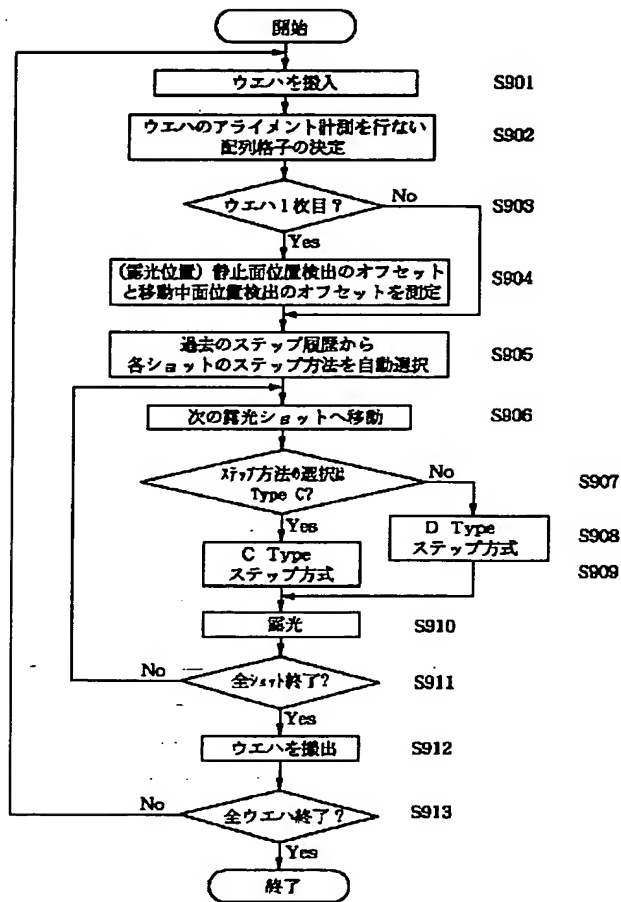 開始
ウエハを搬入
S901
ウエハのアライメント計測を行ない
配列格子の決定
S902
ウエハ1枚目?
No
S903
Yes
(露光位置) 静止面位置検出のオフセット
と移動中面位置検出のオフセットを測定
S904
過去のステップ履歴から
各ショットのステップ方法を自動選択
S905
次の露光ショットへ移動
S906
ステップ方法の選択は
Type C?
No
S907
Yes
D Type
ステップ方式
S908
C Type
ステップ方式
S909
露光
S910
全ショット終了?
No
S911
Yes
ウエハを搬出
S912
全ウエハ終了?
No
S913
Yes
終了